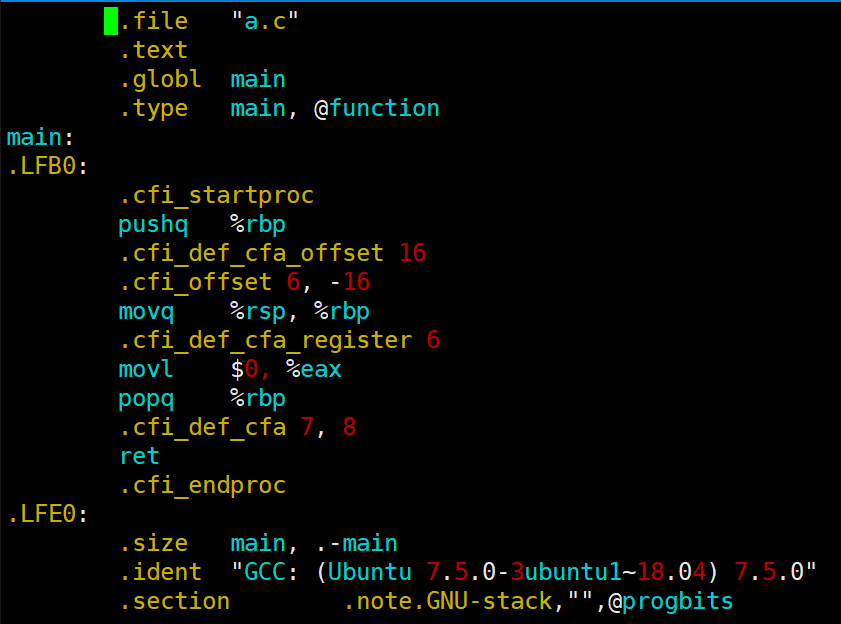 .file "a.c"
.text
.globl main
.type main, @function
main:
.LFB0:
.cfi_startproc
pushq %rbp
.cfi_def_cfa_offset 16
.cfi_offset 6, -16
movq %rsp, %rbp
.cfi_def_cfa_register 6
movl $0, %eax
popq %rbp
.cfi_def_cfa 7, 8
ret
.cfi_endproc
.LFE0:
.size main, .-main
.ident "GCC: (Ubuntu 7.5.0-3ubuntu1~18.04) 7.5.0"
.section .note.GNU-stack,"",@progbits